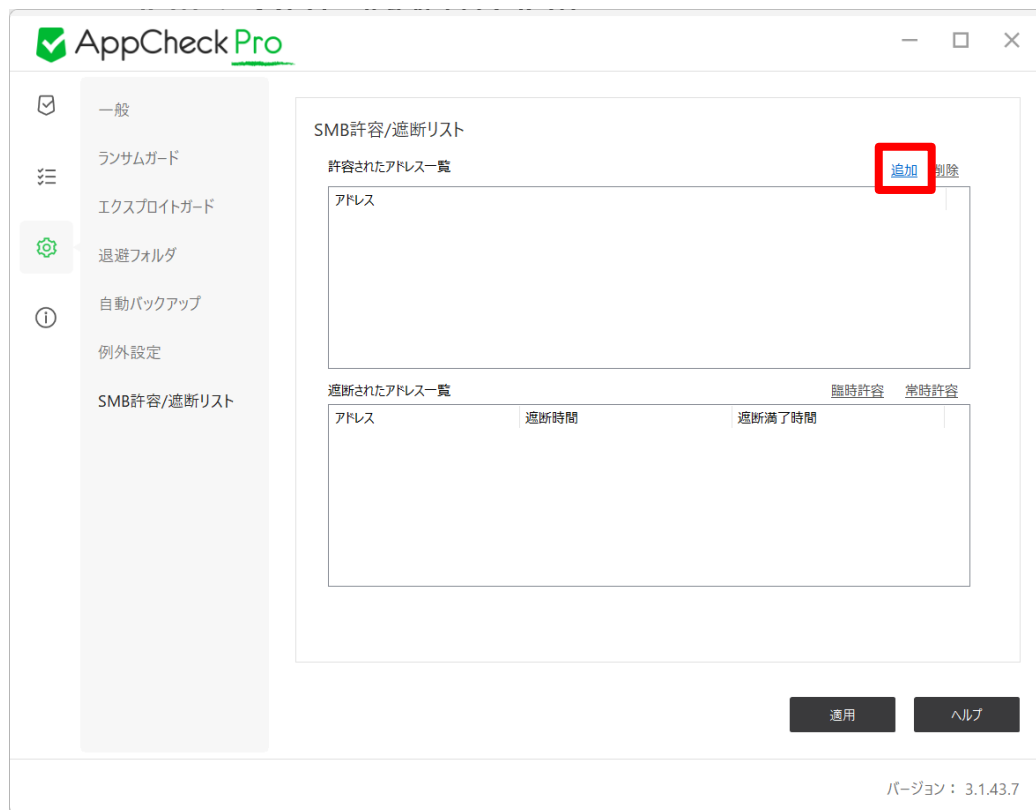 AppCheck Pro
一般
ランサムガード
エクスプロイトガード
退避フォルダ
自動バックアップ
例外設定
SMB許容/遮断リスト
SMB許容/遮断リスト
許容されたアドレス一覧 追加 削除
アドレス
遮断されたアドレス一覧 臨時許容 常時許容
アドレス 遮断時間 遮断満了時間
適用 ヘルプ
バージョン： 3.1.43.7